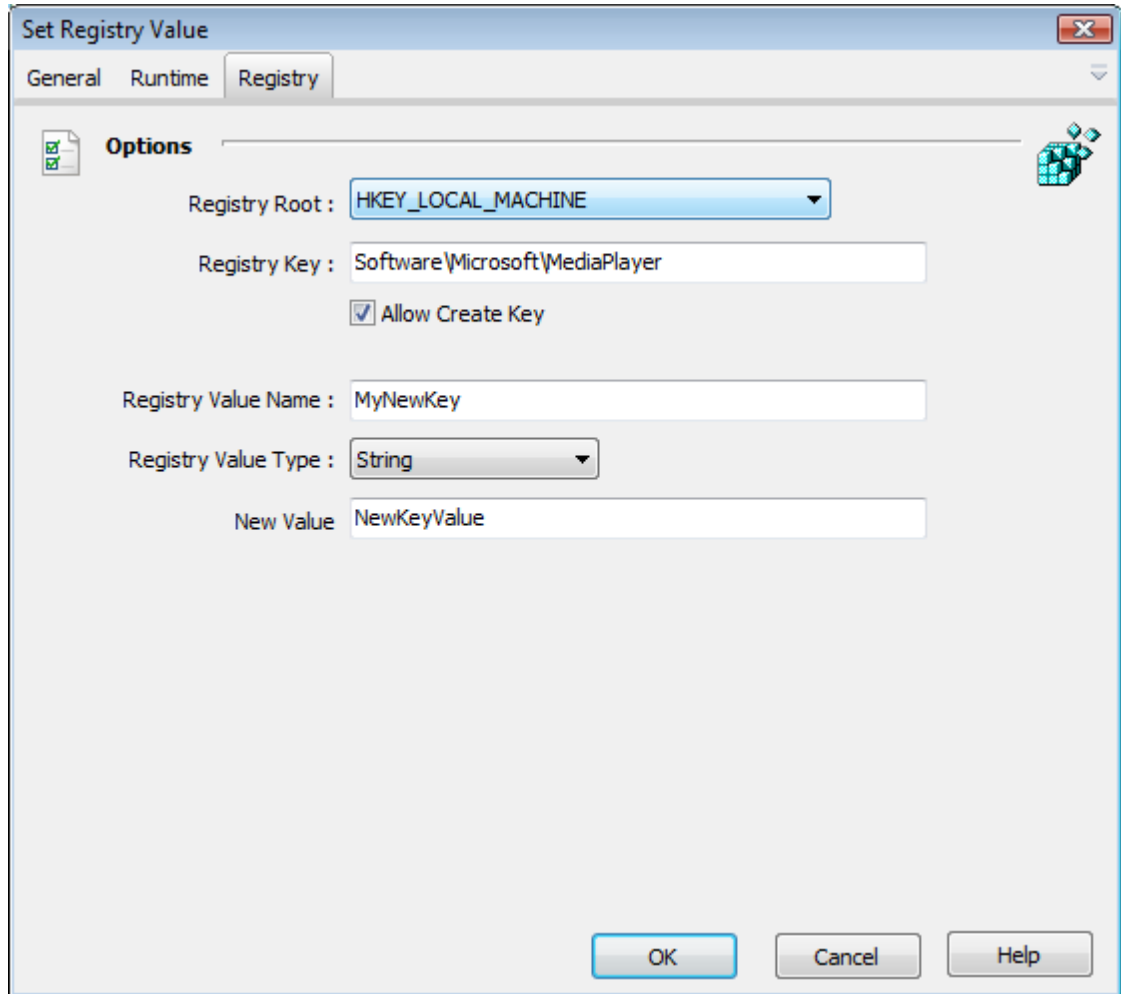 Set Registry Value
General Runtime Registry
Options
Registry Root : HKEY_LOCAL_MACHINE
Registry Key : Software\Microsoft\MediaPlayer
Allow Create Key
Registry Value Name : MyNewKey
Registry Value Type : String
New Value NewKeyValue
OK Cancel Help